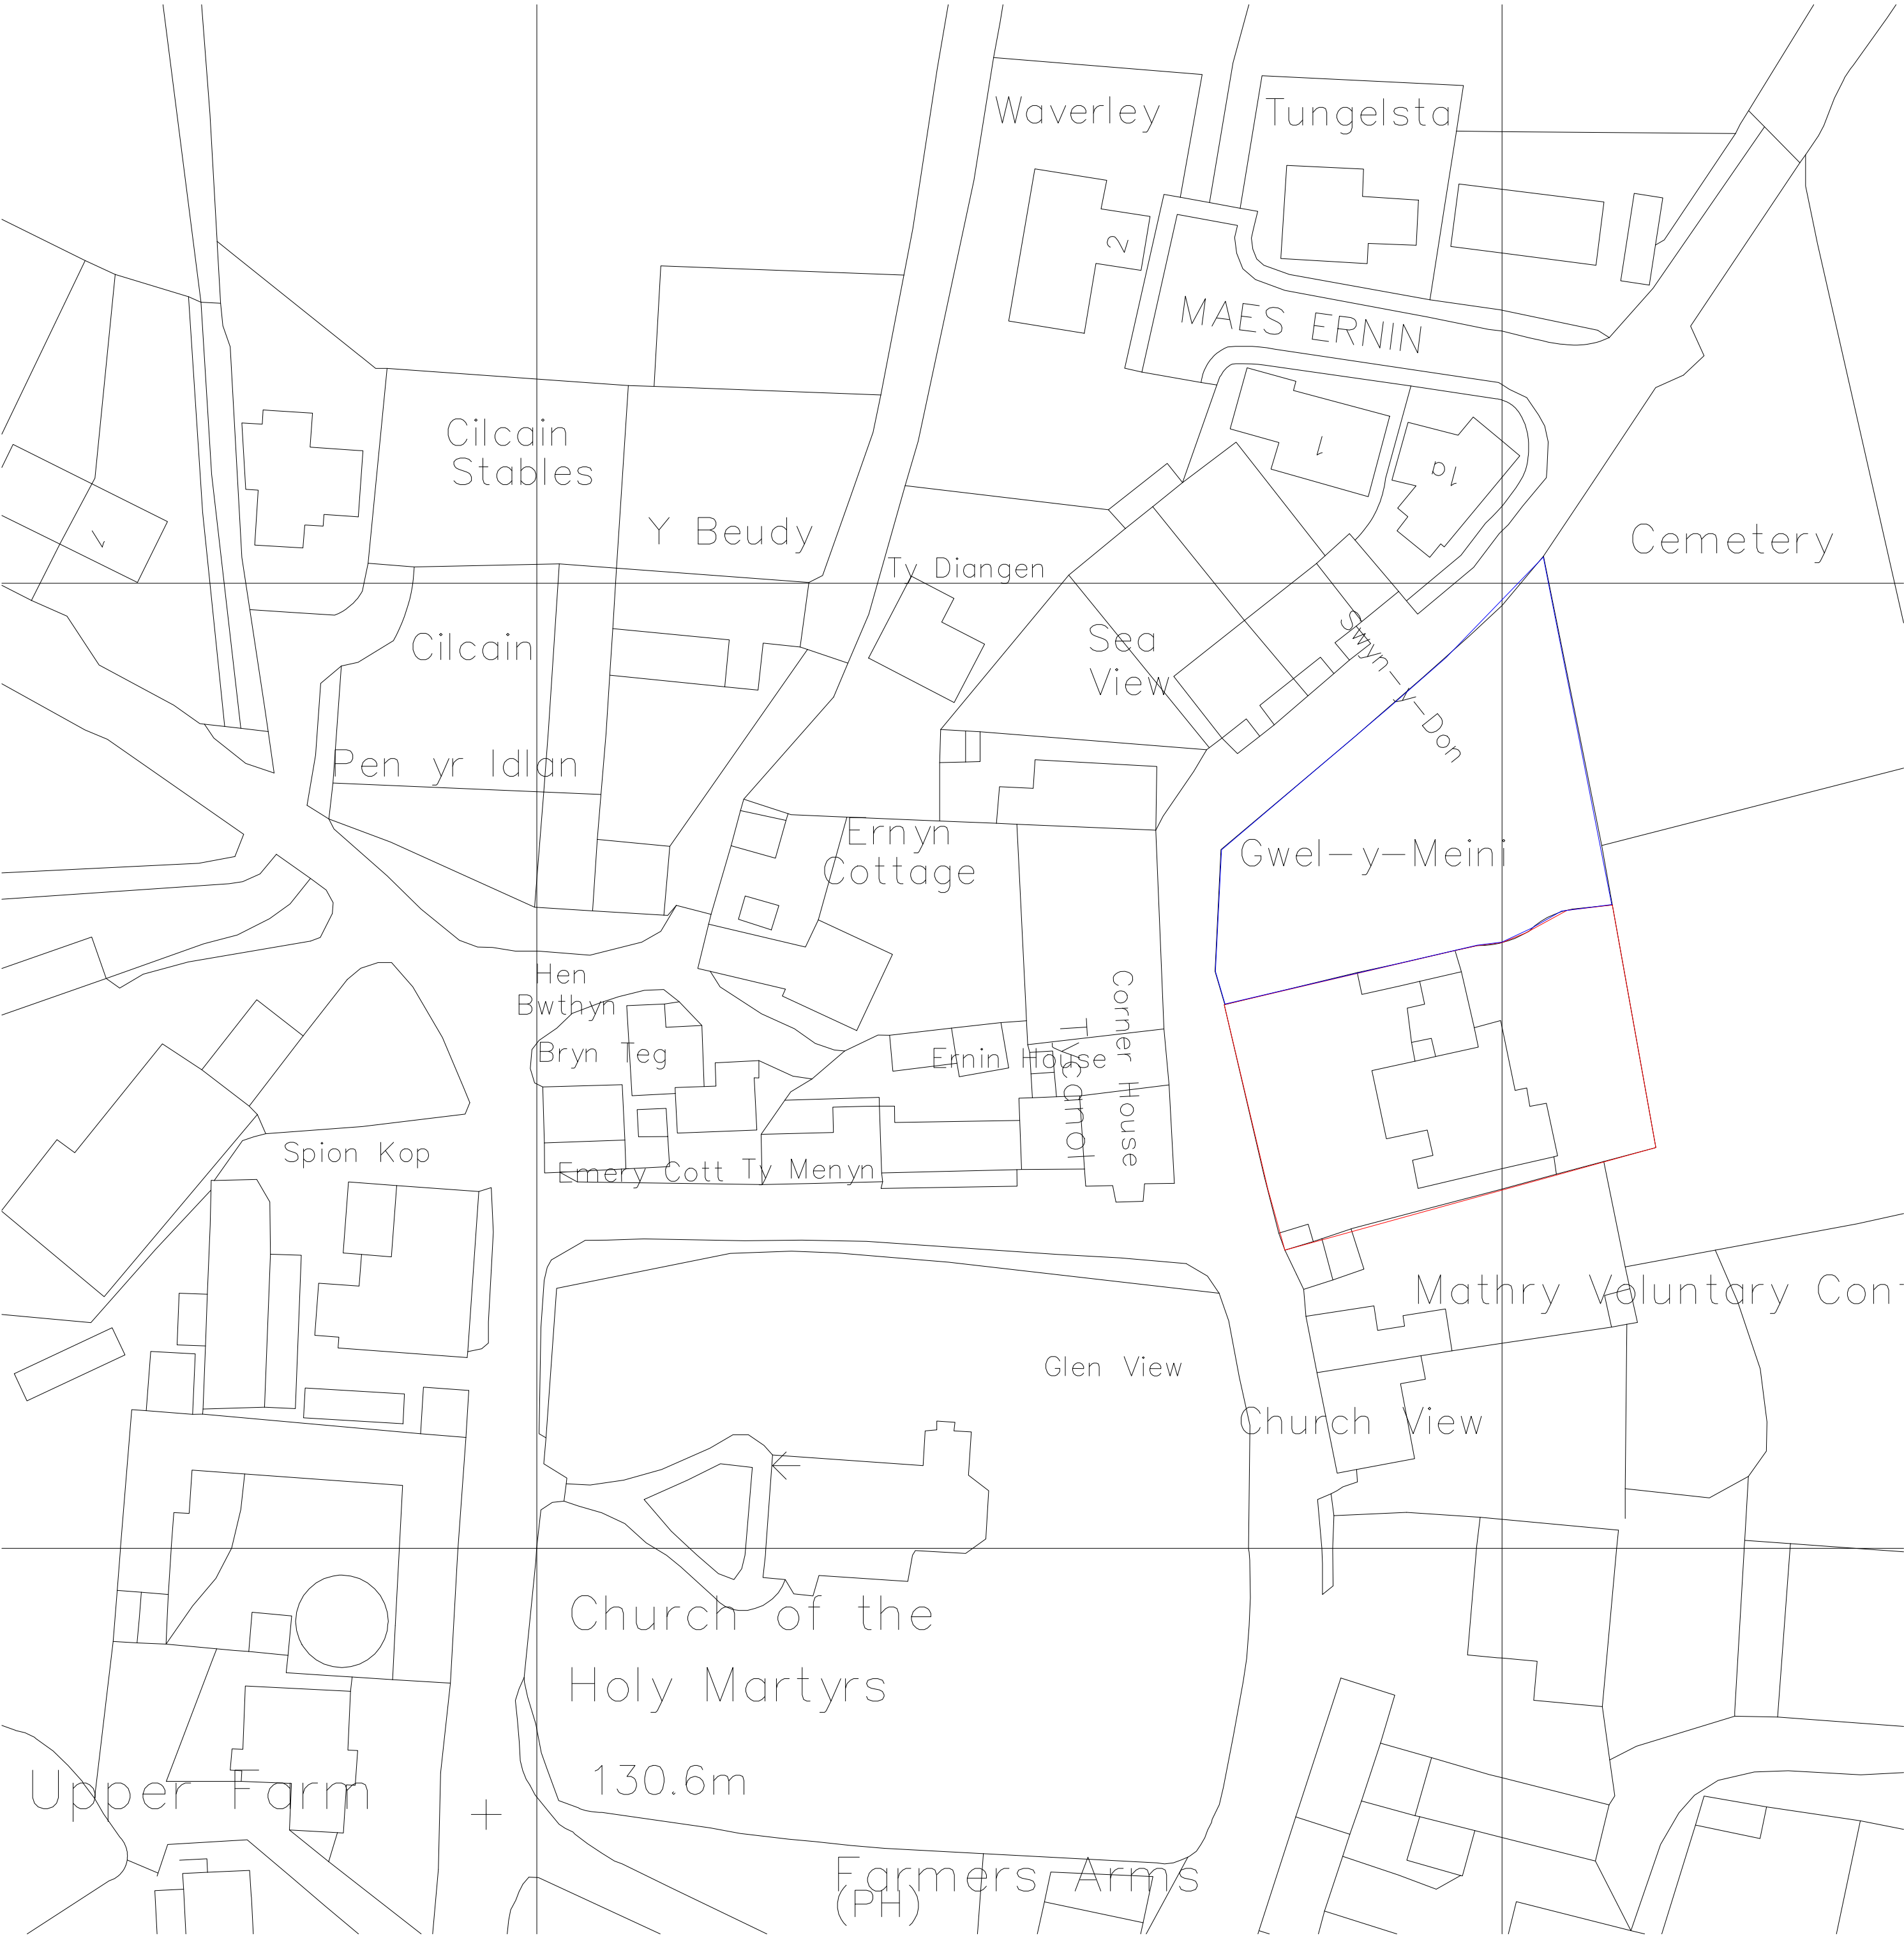 Waverley
Tungelsta
2
MAES ERNIN
Cilcain
Stables
1
1a
Y Beudy
Cemetery
1
Ty Diangen
Cilcain
Sea
View
Swyn-Y-Don
Pen yr Idlan
Ernyn
Cottage
Gwel-y-Meini
Hen
Bwthyn
Corner House
Bryn Teg
Ernin House
Tycanol
Spion Kop
Emery Cott
Ty Menyn
Mathry Voluntary Con
Glen View
Church View
Church of the
Holy Martyrs
130.6m
Upper Farm
Farmers Arms
(PH)